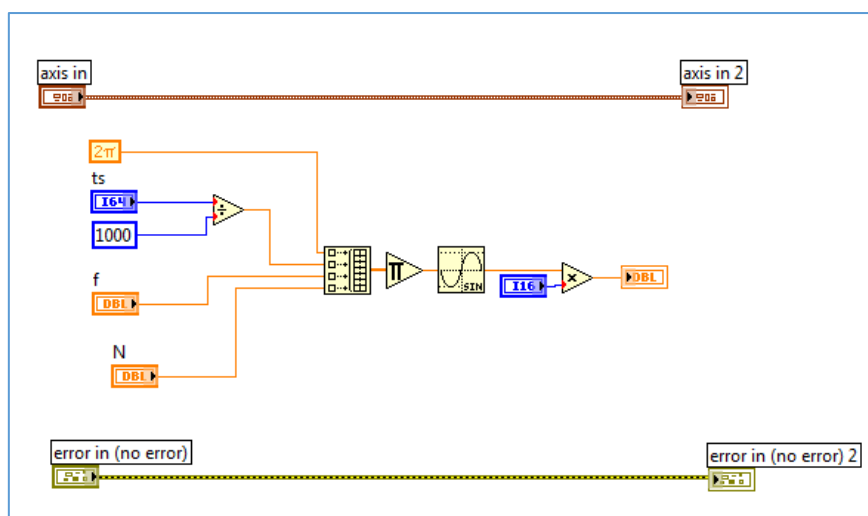 axis in
axis in 2
2π
ts
I64
÷
1000
f
DBL
Π
SIN
I16
×
DBL
N
DBL
error in (no error)
error in (no error) 2